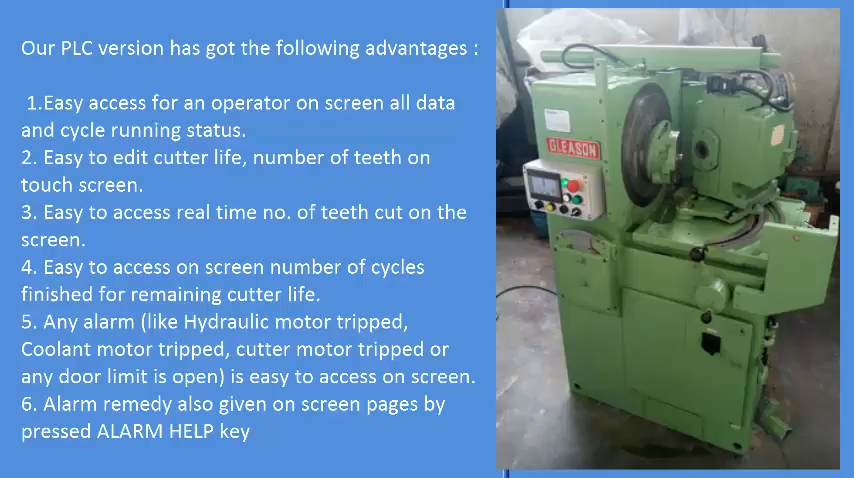 Our PLC version has got the following advantages :
1.Easy access for an operator on screen all data
and cycle running status.
2. Easy to edit cutter life, number of teeth on
touch screen.
3. Easy to access real time no. of teeth cut on the
screen.
4. Easy to access on screen number of cycles
finished for remaining cutter life.
5. Any alarm (like Hydraulic motor tripped,
Coolant motor tripped, cutter motor tripped or
any door limit is open) is easy to access on screen.
6. Alarm remedy also given on screen pages by
pressed ALARM HELP key
GLEASON